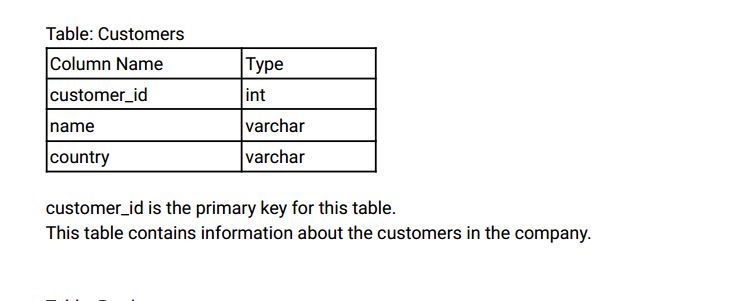 Table: Customers
Column Name Type
customer_id int
name varchar
country varchar
customer_id is the primary key for this table.
This table contains information about the customers in the company.